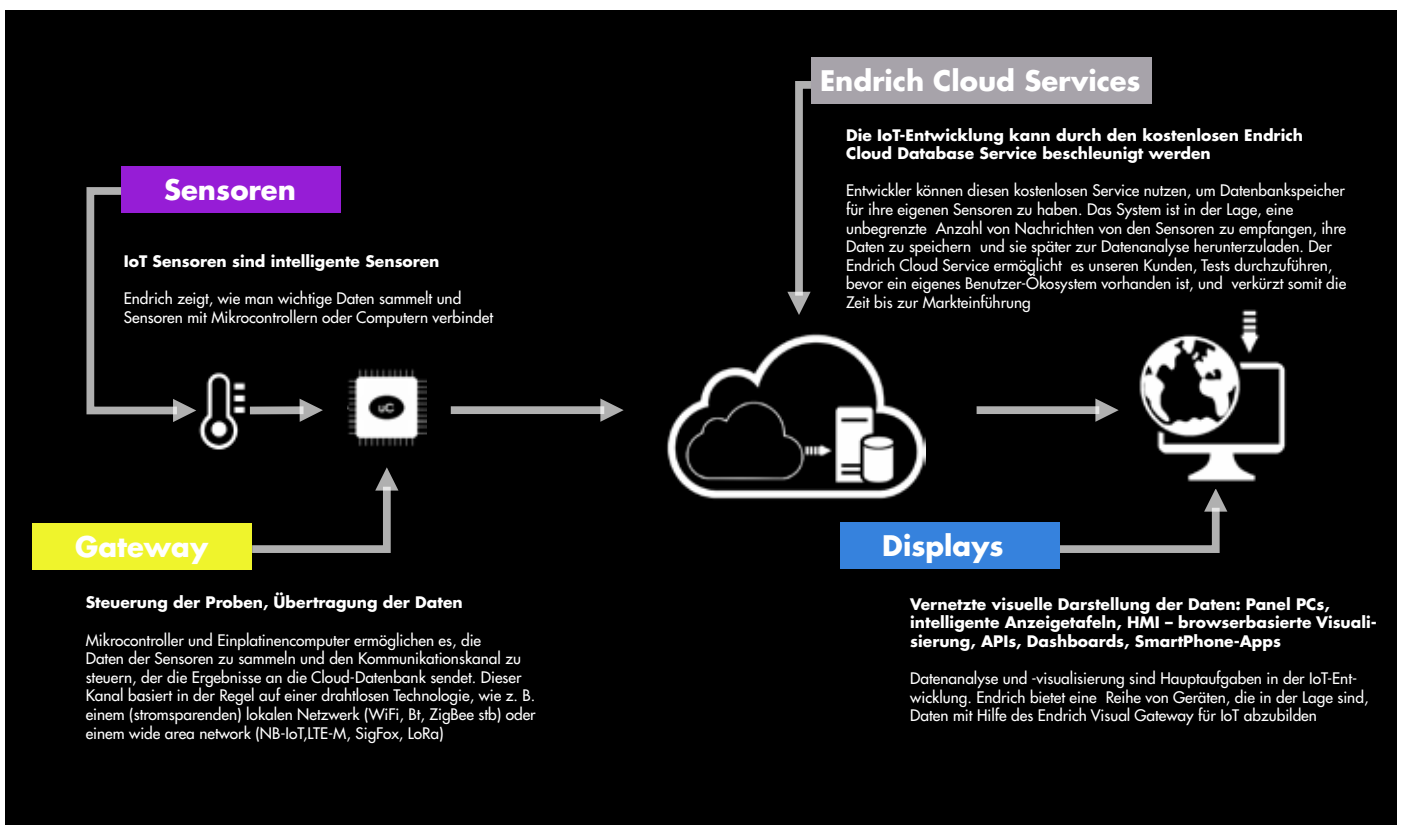 Endrich Cloud Services
Die IoT-Entwicklung kann durch den kostenlosen Endrich
Cloud Database Service beschleunigt werden
Entwickler können diesen kostenlosen Service nutzen, um Datenbankspeicher
für ihre eigenen Sensoren zu haben. Das System ist in der Lage, eine
unbegrenzte Anzahl von Nachrichten von den Sensoren zu empfangen, ihre
Daten zu speichern und sie später zur Datenanalyse herunterzuladen. Der
Endrich Cloud Service ermöglicht es unseren Kunden, Tests durchzuführen,
bevor ein eigenes Benutzer-Ökosystem vorhanden ist, und verkürzt somit die
Zeit bis zur Markteinführung
Sensoren
IoT Sensoren sind intelligente Sensoren
Endrich zeigt, wie man wichtige Daten sammelt und
Sensoren mit Mikrocontrollern oder Computern verbindet
uC
Gateway
Steuerung der Proben, Übertragung der Daten
Mikrocontroller und Einplatinencomputer ermöglichen es, die
Daten der Sensoren zu sammeln und den Kommunikationskanal zu
steuern, der die Ergebnisse an die Cloud-Datenbank sendet. Dieser
Kanal basiert in der Regel auf einer drahtlosen Technologie, wie z. B.
einem (stromsparenden) lokalen Netzwerk (WiFi, Bt, ZigBee stb) oder
einem wide area network (NB-IoT,LTE-M, SigFox, LoRa)
Displays
Vernetzte visuelle Darstellung der Daten: Panel PCs,
intelligente Anzeigetafeln, HMI – browserbasierte Visuali-
sierung, APIs, Dashboards, SmartPhone-Apps
Datenanalyse und -visualisierung sind Hauptaufgaben in der IoT-Ent-
wicklung. Endrich bietet eine Reihe von Geräten, die in der Lage sind,
Daten mit Hilfe des Endrich Visual Gateway für IoT abzubilden